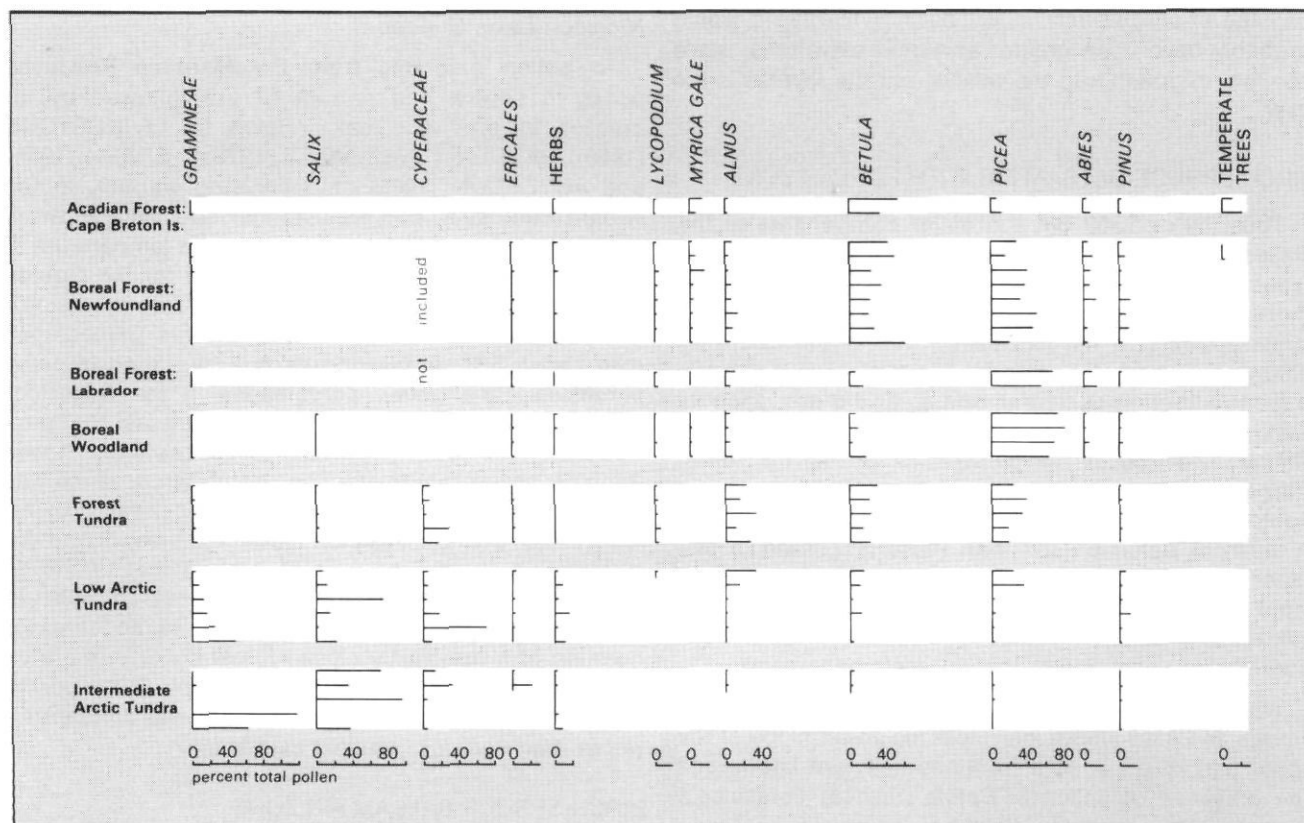 GRAMINEAE
SALIX
CYPERACEAE
ERICALES
HERBS
LYCOPODIUM
MYRICA GALE
ALNUS
BETULA
PICEA
ABIES
PINUS
TEMPERATE
TREES
Acadian Forest:
Cape Breton Is.
Boreal Forest:
Newfoundland
not included
Boreal Forest:
Labrador
Boreal
Woodland
Forest
Tundra
Low Arctic
Tundra
Intermediate
Arctic Tundra
0 40 80 0 40 80 0 40 80 0 0 0 0 0 40 0 40 0 40 80 0 0 0
percent total pollen